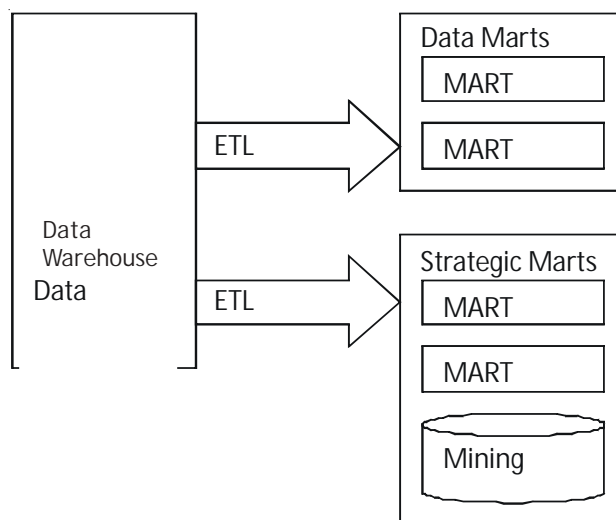 Data Marts
MART
MART
ETL
Data
Warehouse
Data
ETL
Strategic Marts
MART
MART
Mining